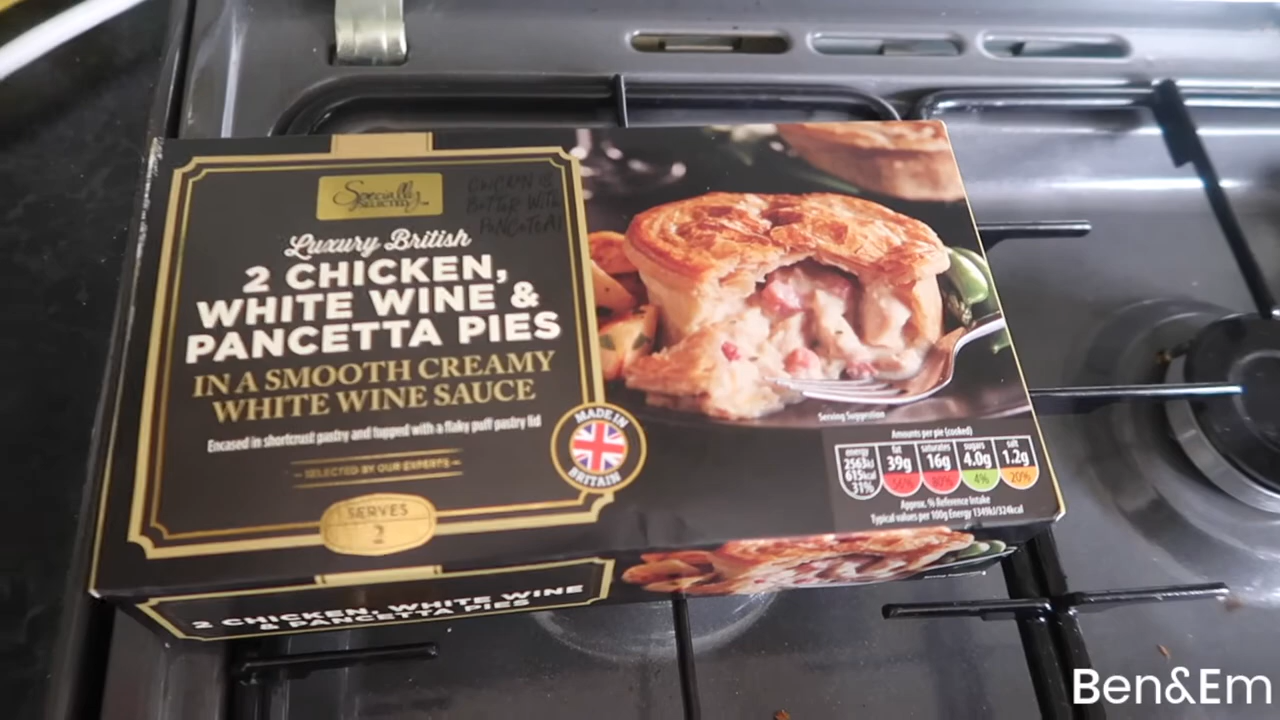 Specially
SELECTED
CHICKEN IS
BETTER WITH
PANCETTA!
Luxury British
2 CHICKEN,
WHITE WINE &
PANCETTA PIES
IN A SMOOTH CREAMY
WHITE WINE SAUCE
Encased in shortcrust pastry and topped with a flaky puff pastry lid
SELECTED BY OUR EXPERTS
SERVES
2
MADE IN
BRITAIN
Serving Suggestion
Amounts per pie (cooked)
energy fat saturates sugars salt
2563kJ 39g 16g 4.0g 1.2g
615kcal
31% 56% 80% 4% 20%
Approx. % Reference Intake
Typical values per 100g Energy 1349kJ/324kcal
2 CHICKEN, WHITE WINE
& PANCETTA PIES
Ben&Em